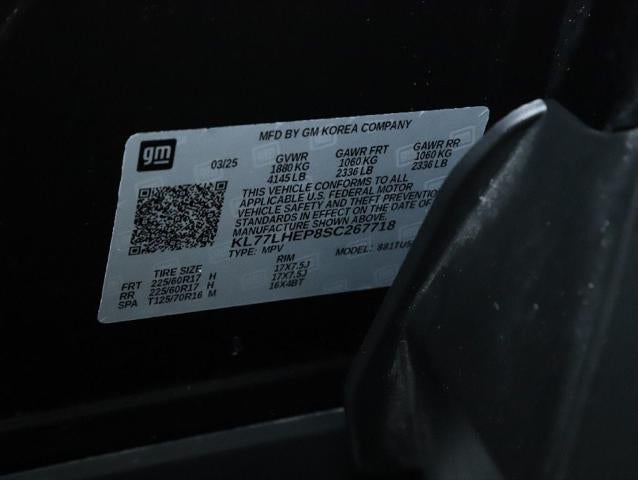 MFD BY GM KOREA COMPANY
gm 03/25 GVWR GAWR FRT GAWR RR
1880 KG 1060 KG 1060 KG
4145 LB 2336 LB 2336 LB
THIS VEHICLE CONFORMS TO ALL
APPLICABLE U.S. FEDERAL MOTOR
VEHICLE SAFETY AND THEFT PREVENTIO
STANDARDS IN EFFECT ON THE DATE OF
MANUFACTURE SHOWN ABOVE.
KL77LHEP8SC267718
TYPE: MPV MODEL: 881TUS
TIRE SIZE RIM
FRT 225/60R17 H 17X7.5J
RR 225/60R17 H 17X7.5J
SPA T125/70R16 M 16X4BT